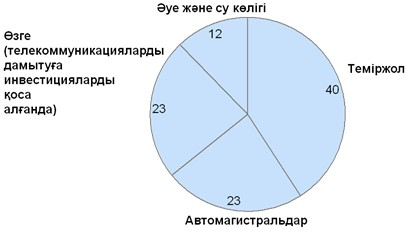 Әуе және су көлігі
12
Өзге
(телекоммуникацияларды
дамытуға
инвестицияларды
қоса
алғанда)
23
Теміржол
40
23
Автомагистральдар